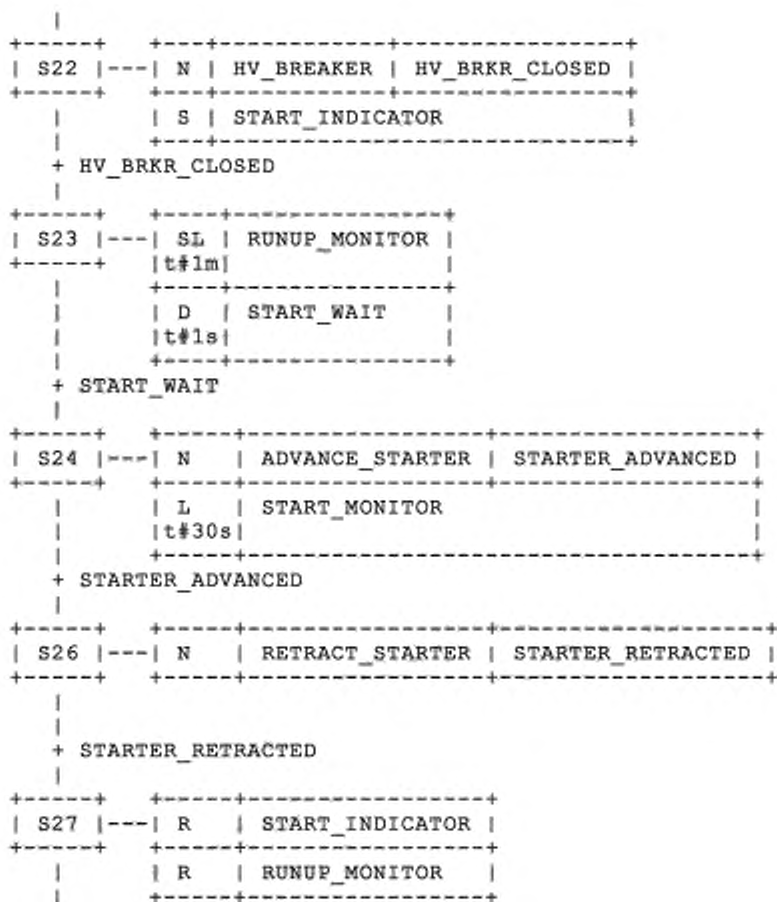 S22 N HV_BREAKER HV_BRKR_CLOSED
S START_INDICATOR
+ HV_BRKR_CLOSED
S23 SL RUNUP_MONITOR
t#1m
D START_WAIT
t#1s
+ START_WAIT
S24 N ADVANCE_STARTER STARTER_ADVANCED
L START_MONITOR
t#30s
+ STARTER_ADVANCED
S26 N RETRACT_STARTER STARTER_RETRACTED
+ STARTER_RETRACTED
S27 R START_INDICATOR
R RUNUP_MONITOR